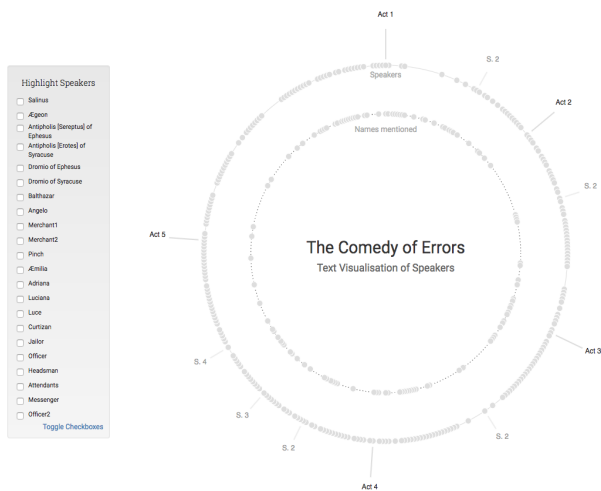 Highlight Speakers
Salinus
Ægeon
Antipholis [Sereptus] of
Ephesus
Antipholis [Erotes] of
Syracuse
Dromio of Ephesus
Dromio of Syracuse
Balthazar
Angelo
Merchant1
Merchant2
Pinch
Æmilia
Adriana
Luciana
Luce
Curtizan
Jailor
Officer
Headsman
Attendants
Messenger
Officer2
Toggle Checkboxes
Act 1
S. 2
Act 2
S. 2
Act 3
S. 2
Act 4
S. 2
S. 3
S. 4
Act 5
Speakers
Names mentioned
The Comedy of Errors
Text Visualisation of Speakers